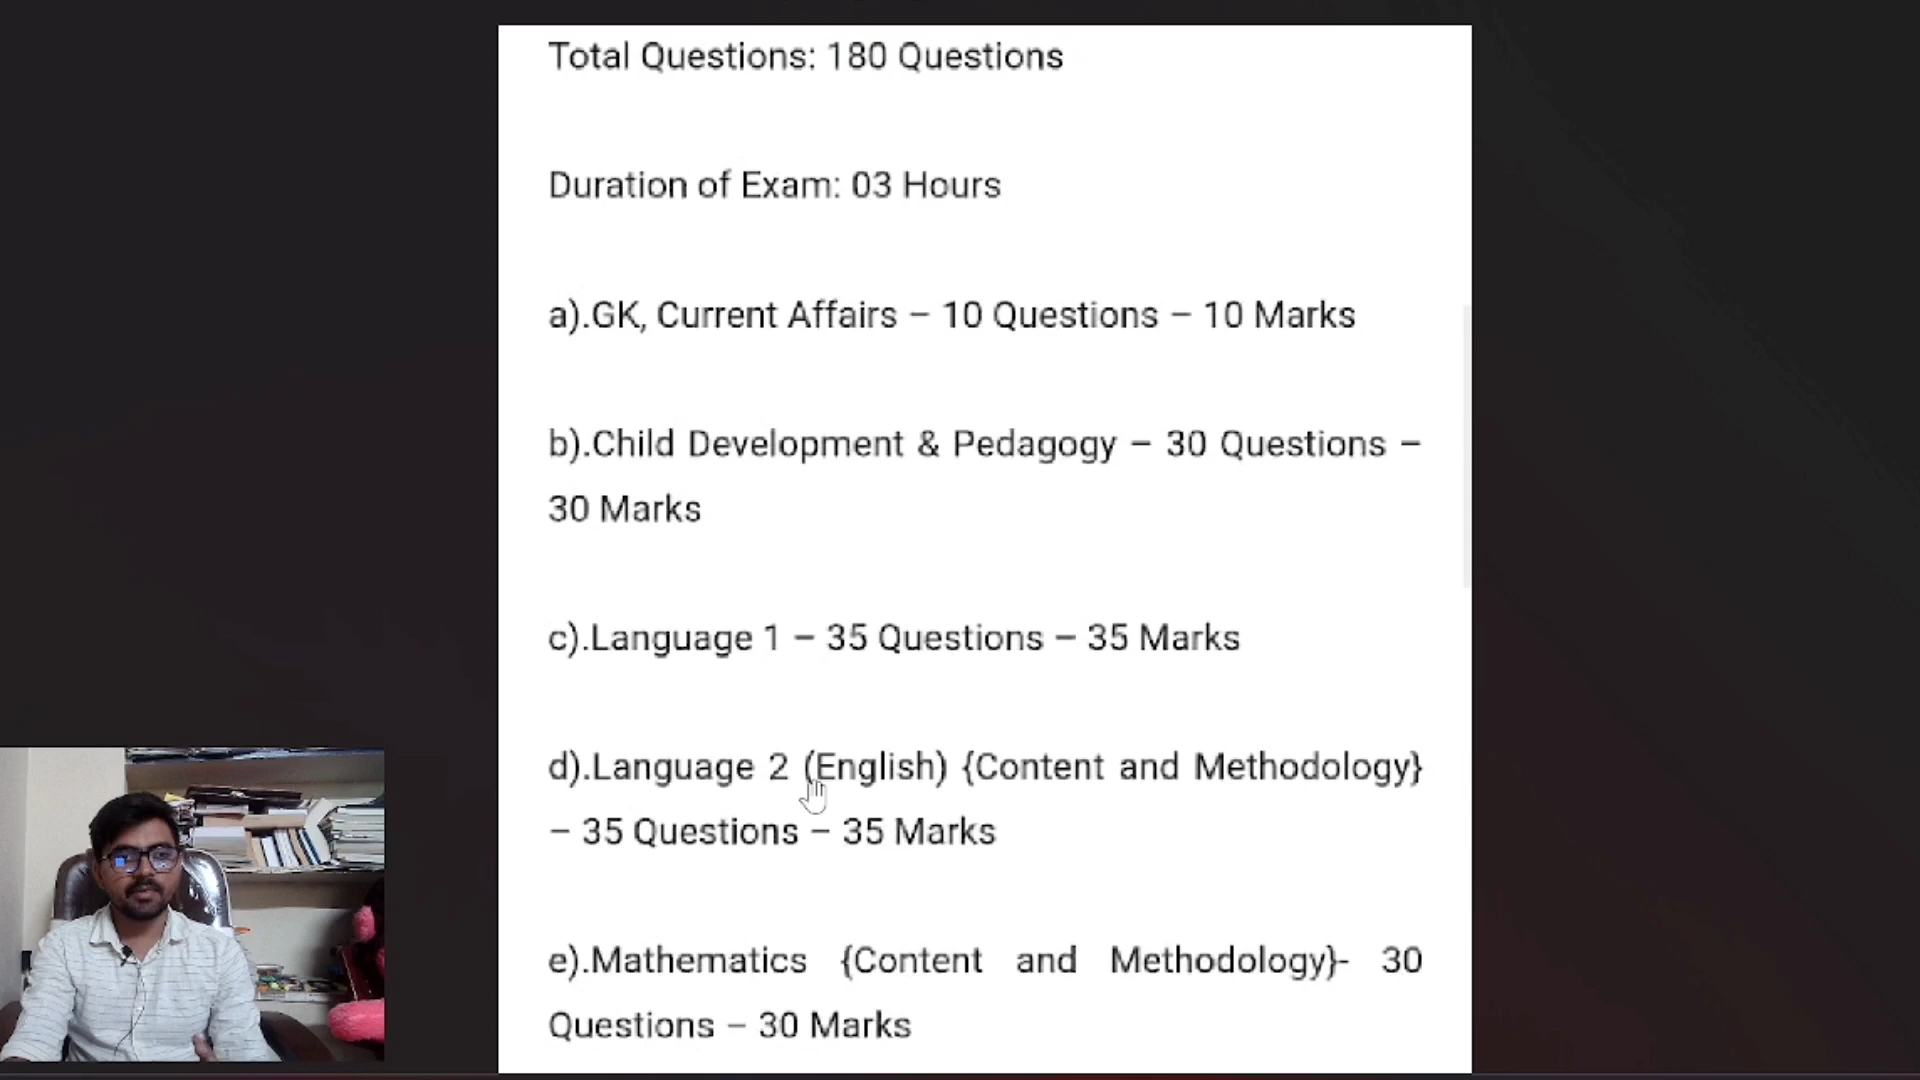 Total Questions: 180 Questions
Duration of Exam: 03 Hours
a).GK, Current Affairs – 10 Questions – 10 Marks
b).Child Development & Pedagogy – 30 Questions –
30 Marks
c).Language 1 – 35 Questions – 35 Marks
d).Language 2 (English) {Content and Methodology}
– 35 Questions – 35 Marks
e).Mathematics {Content and Methodology}- 30
Questions – 30 Marks